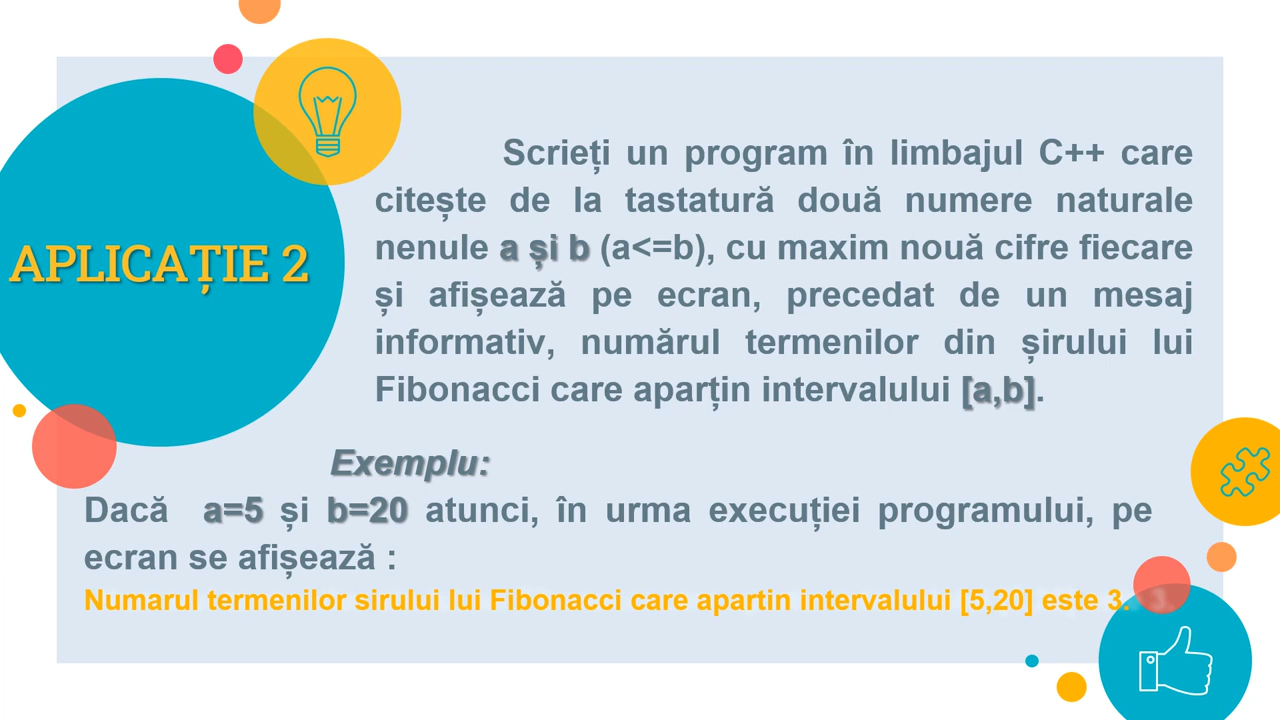 APLICAȚIE 2
Scrieți un program în limbajul C++ care
citește de la tastatură două numere naturale
nenule a și b (a<=b), cu maxim nouă cifre fiecare
și afișează pe ecran, precedat de un mesaj
informativ, numărul termenilor din șirului lui
Fibonacci care aparțin intervalului [a,b].
Exemplu:
Dacă a=5 și b=20 atunci, în urma execuției programului, pe
ecran se afișează :
Numarul termenilor sirului lui Fibonacci care apartin intervalului [5,20] este 3.